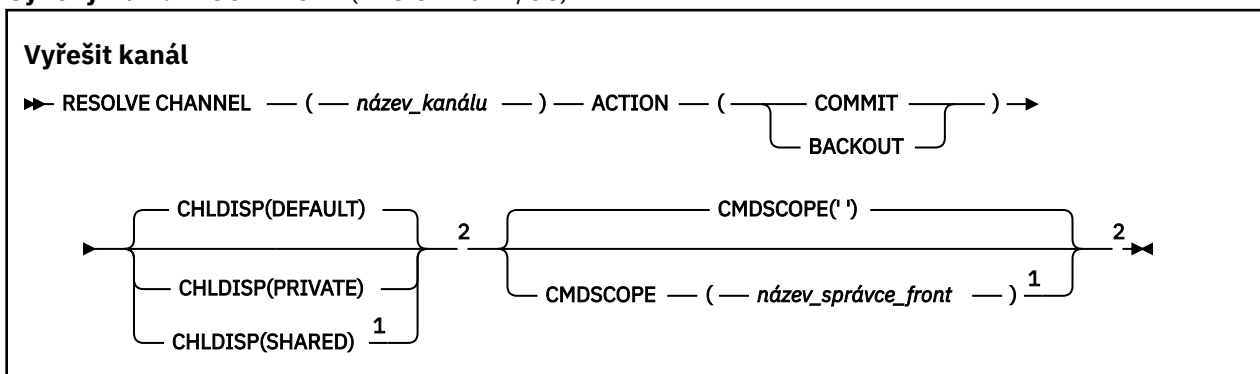 Vyřešit kanál
RESOLVE CHANNEL ( název_kanálu ) ACTION ( COMMIT )
BACKOUT
CHLDISP(DEFAULT) CMDSCOPE(' ')
2 2
CHLDISP(PRIVATE) CMDSCOPE ( název_správce_front ) 1
CHLDISP(SHARED) 1